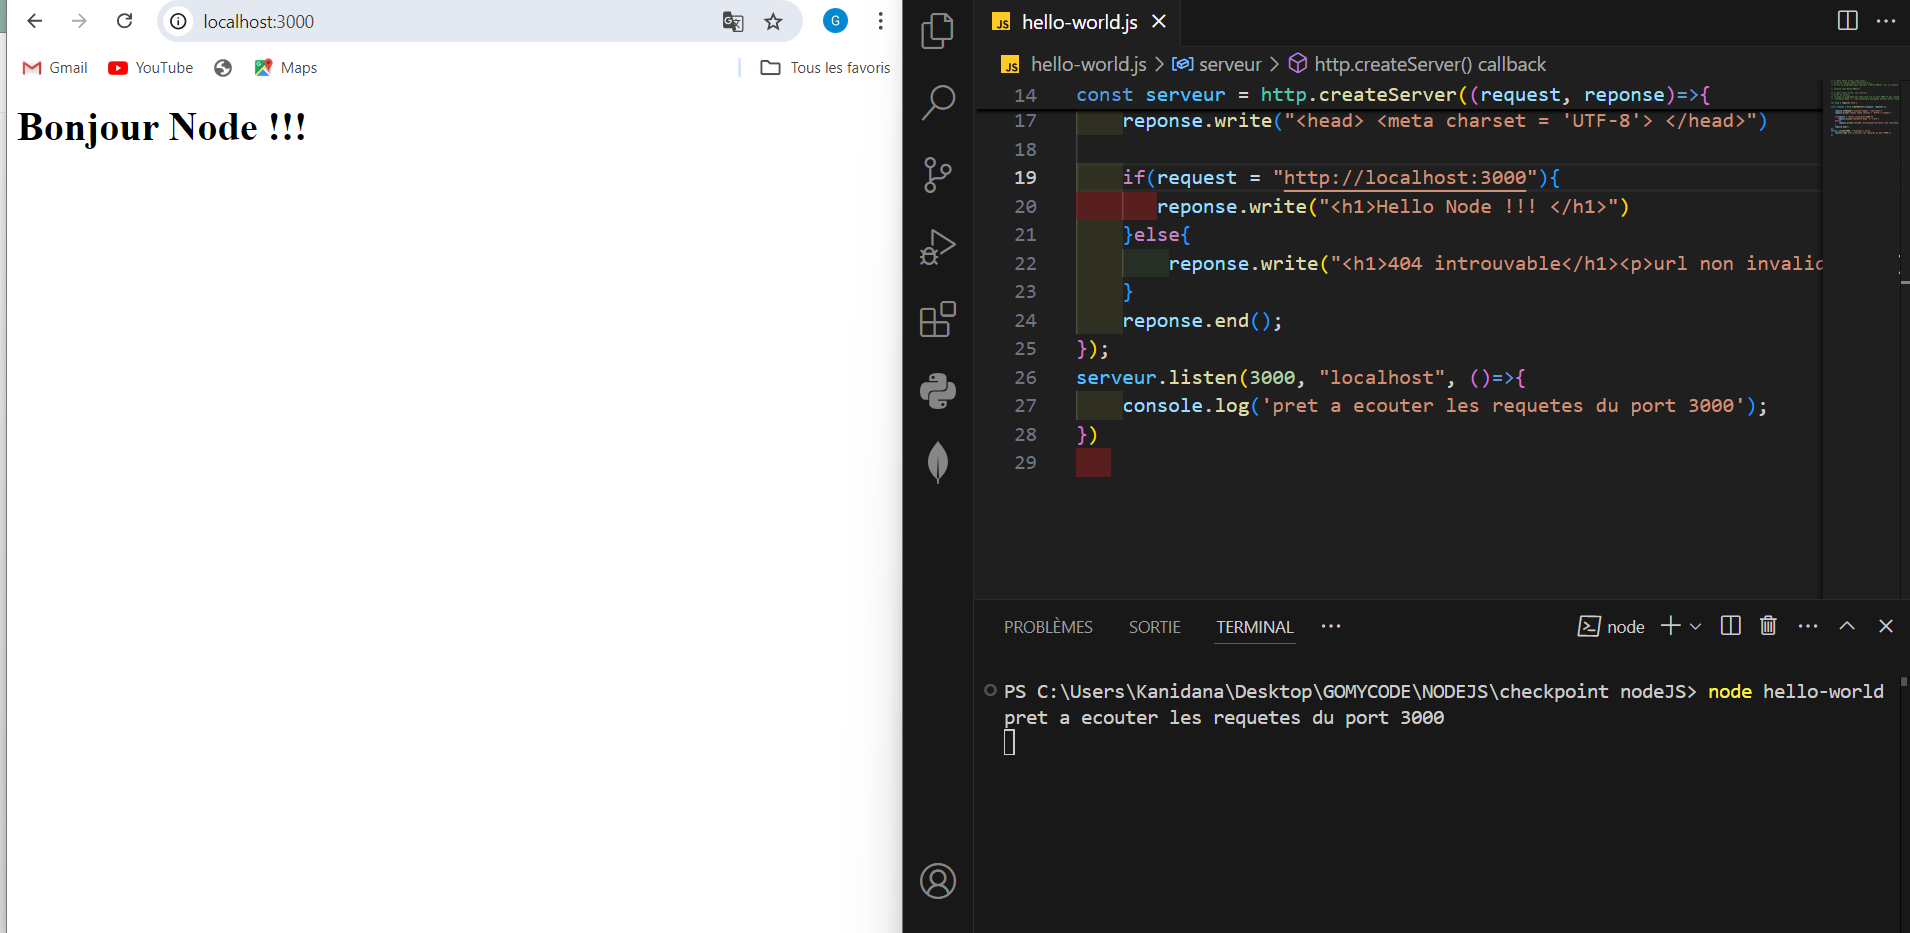 localhost:3000
G
Gmail
YouTube
Maps
Tous les favoris
Bonjour Node !!!
JS hello-world.js
JS hello-world.js > serveur > http.createServer() callback
14 const serveur = http.createServer((request, reponse)=>{
17 reponse.write("<head> <meta charset = 'UTF-8'> </head>")
18
19 if(request = "http://localhost:3000"){
20 reponse.write("<h1>Hello Node !!! </h1>")
21 }else{
22 reponse.write("<h1>404 introuvable</h1><p>url non invalid
23 }
24 reponse.end();
25 });
26 serveur.listen(3000, "localhost", ()=>{
27 console.log('pret a ecouter les requetes du port 3000');
28 })
29
PROBLÈMES SORTIE TERMINAL ··· node
PS C:\Users\Kanidana\Desktop\GOMYCODE\NODEJS\checkpoint nodeJS> node hello-world
pret a ecouter les requetes du port 3000